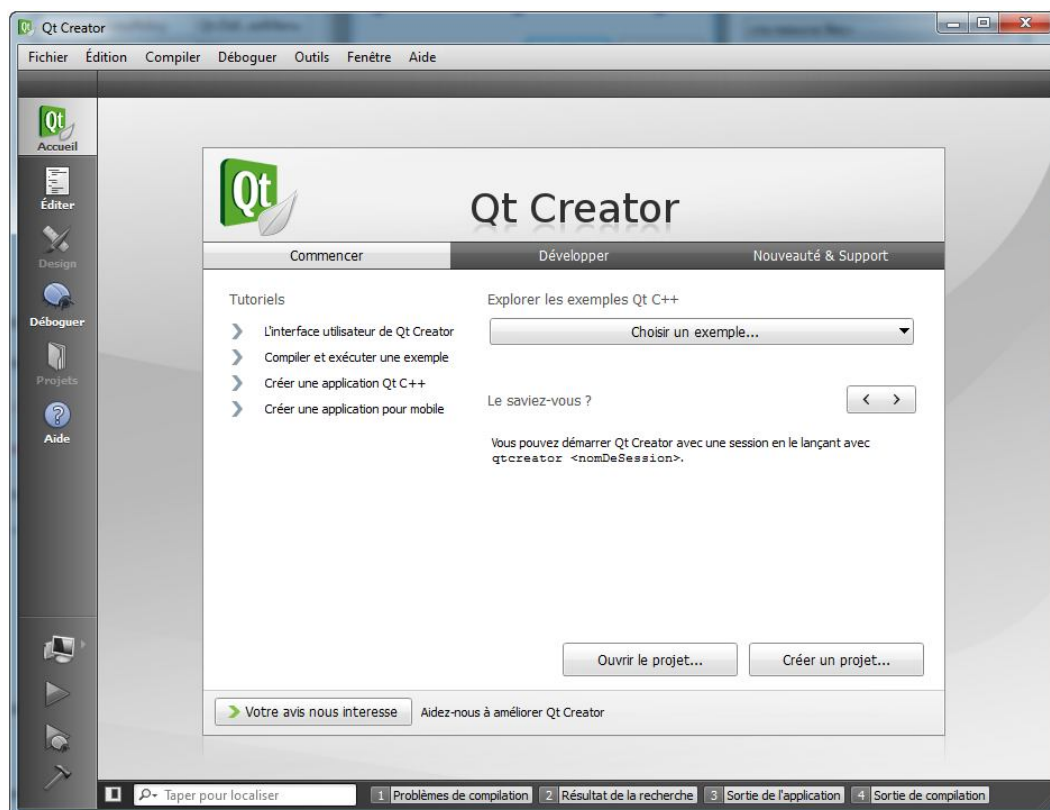 Qt Creator
Fichier Édition Compiler Déboguer Outils Fenêtre Aide
Qt
Accueil
Éditer
Design
Déboguer
Projets
Aide
Qt
Qt Creator
Commencer Développer Nouveauté & Support
Tutoriels
L'interface utilisateur de Qt Creator
Compiler et exécuter une exemple
Créer une application Qt C++
Créer une application pour mobile
Explorer les exemples Qt C++
Choisir un exemple...
Le saviez-vous ?
Vous pouvez démarrer Qt Creator avec une session en le lançant avec
qtcreator <nomDeSession>.
Ouvrir le projet... Créer un projet...
Votre avis nous interesse Aidez-nous à améliorer Qt Creator
Taper pour localiser 1 Problèmes de compilation 2 Résultat de la recherche 3 Sortie de l'application 4 Sortie de compilation